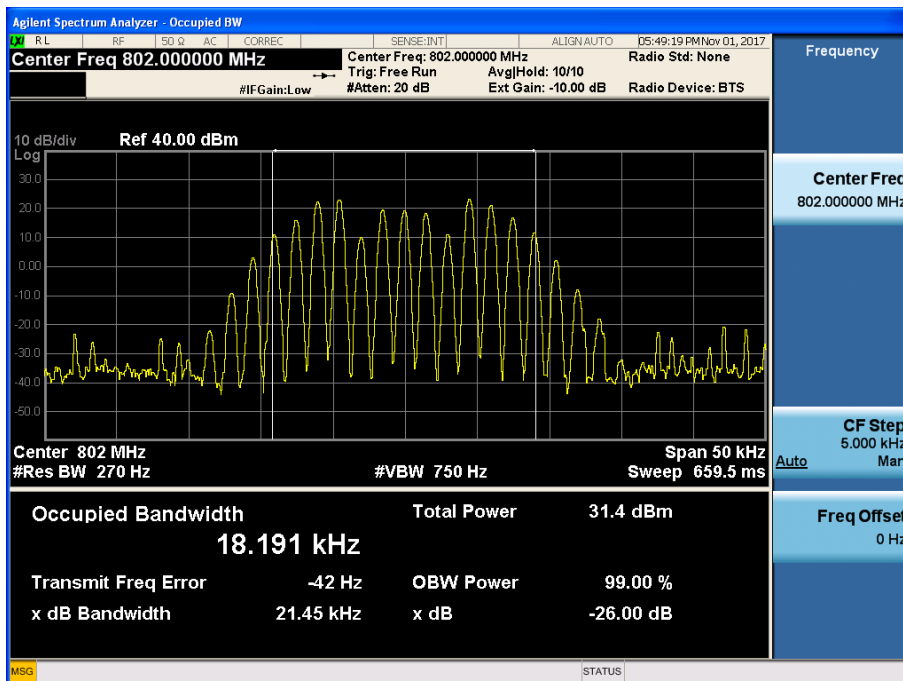 Agilent Spectrum Analyzer - Occupied BW
LXI RL RF 50 Ω AC CORREC SENSE:INT ALIGN AUTO 05:49:19 PM Nov 01, 2017
Center Freq 802.000000 MHz Center Freq: 802.000000 MHz Radio Std: None
Trig: Free Run Avg|Hold: 10/10
#IFGain:Low #Atten: 20 dB Ext Gain: -10.00 dB Radio Device: BTS
10 dB/div Ref 40.00 dBm
Log
30.0
20.0
10.0
0.00
-10.0
-20.0
-30.0
-40.0
-50.0
Center 802 MHz Span 50 kHz
#Res BW 270 Hz #VBW 750 Hz Sweep 659.5 ms
Occupied Bandwidth Total Power 31.4 dBm
18.191 kHz
Transmit Freq Error -42 Hz OBW Power 99.00 %
x dB Bandwidth 21.45 kHz x dB -26.00 dB
MSG STATUS
Frequency
Center Freq
802.000000 MHz
CF Step
5.000 kHz
Auto Man
Freq Offset
0 Hz